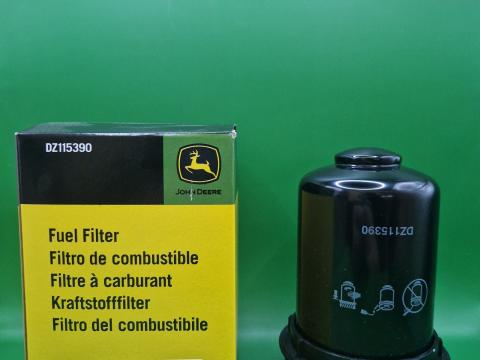 DZ115390
JOHN DEERE
Fuel Filter
Filtro de combustible
Filtre à carburant
Kraftstofffilter
Filtro del combustibile
DZ115390